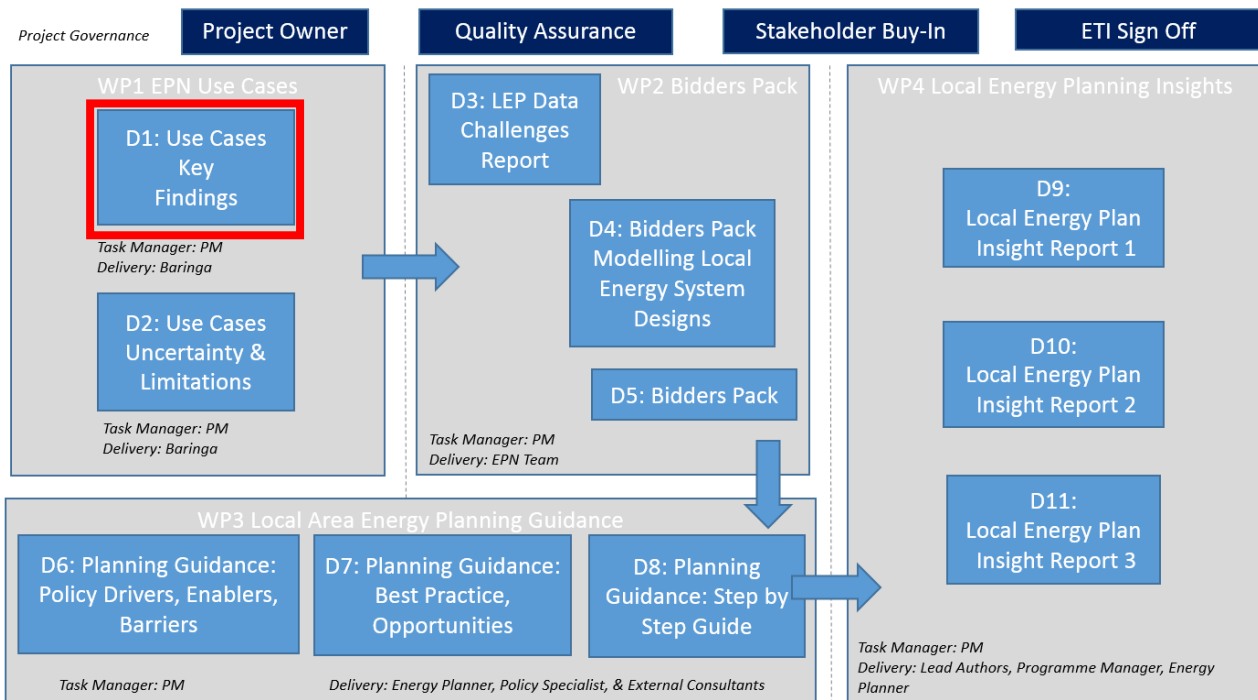 Project Governance
Project Owner
Quality Assurance
Stakeholder Buy-In
ETI Sign Off
WP1 EPN Use Cases
D1: Use Cases
Key
Findings
Task Manager: PM
Delivery: Baringa
D2: Use Cases
Uncertainty &
Limitations
Task Manager: PM
Delivery: Baringa
WP2 Bidders Pack
D3: LEP Data
Challenges
Report
D4: Bidders Pack
Modelling Local
Energy System
Designs
D5: Bidders Pack
Task Manager: PM
Delivery: EPN Team
WP3 Local Area Energy Planning Guidance
D6: Planning Guidance:
Policy Drivers, Enablers,
Barriers
D7: Planning Guidance:
Best Practice,
Opportunities
D8: Planning
Guidance: Step by
Step Guide
Task Manager: PM
Delivery: Energy Planner, Policy Specialist, & External Consultants
WP4 Local Energy Planning Insights
D9:
Local Energy Plan
Insight Report 1
D10:
Local Energy Plan
Insight Report 2
D11:
Local Energy Plan
Insight Report 3
Task Manager: PM
Delivery: Lead Authors, Programme Manager, Energy
Planner